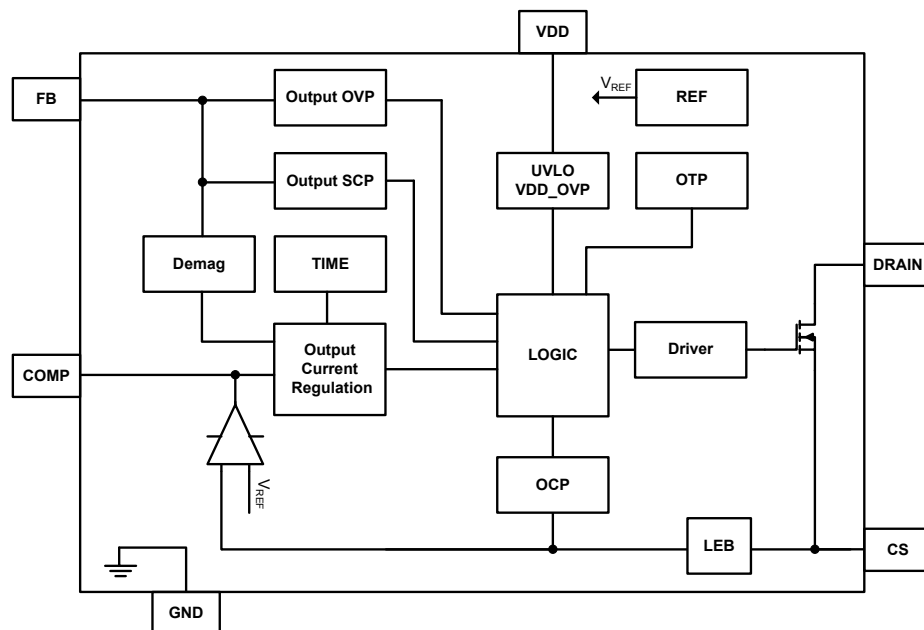 VDD
FB
Output OVP
VREF
REF
Output SCP
UVLO
VDD_OVP
OTP
Demag
TIME
DRAIN
LOGIC
Driver
Output
Current
Regulation
COMP
OCP
VREF
LEB
CS
GND